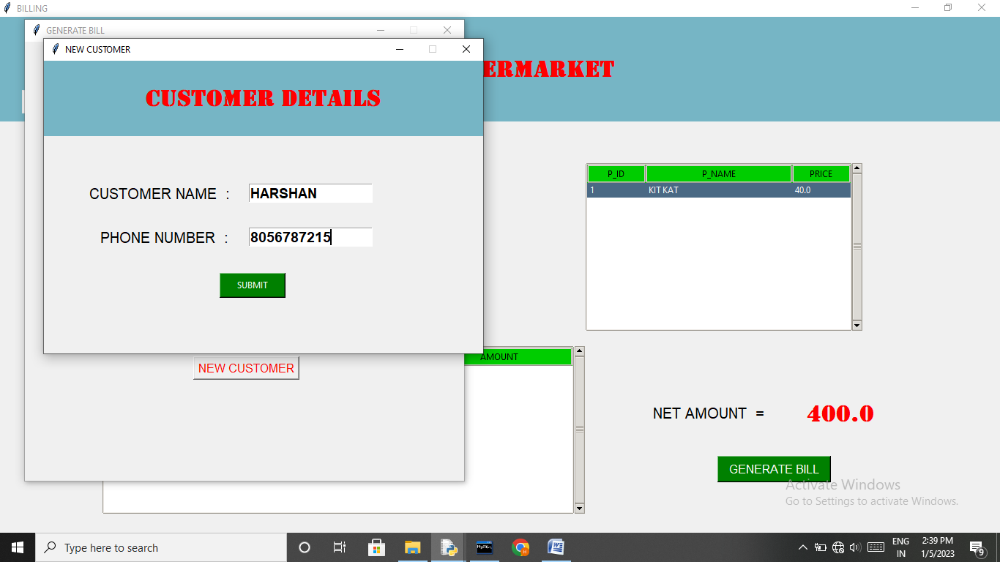 BILLING
GENERATE BILL
NEW CUSTOMER
ERMARKET
CUSTOMER DETAILS
CUSTOMER NAME :
HARSHAN
PHONE NUMBER :
8056787215
SUBMIT
P_ID P_NAME PRICE
1 KIT KAT 40.0
NEW CUSTOMER
AMOUNT
NET AMOUNT = 400.0
GENERATE BILL
Activate Windows
Go to Settings to activate Windows.
Type here to search
MySQL
W
H
ENG
IN
2:39 PM
1/5/2023
9